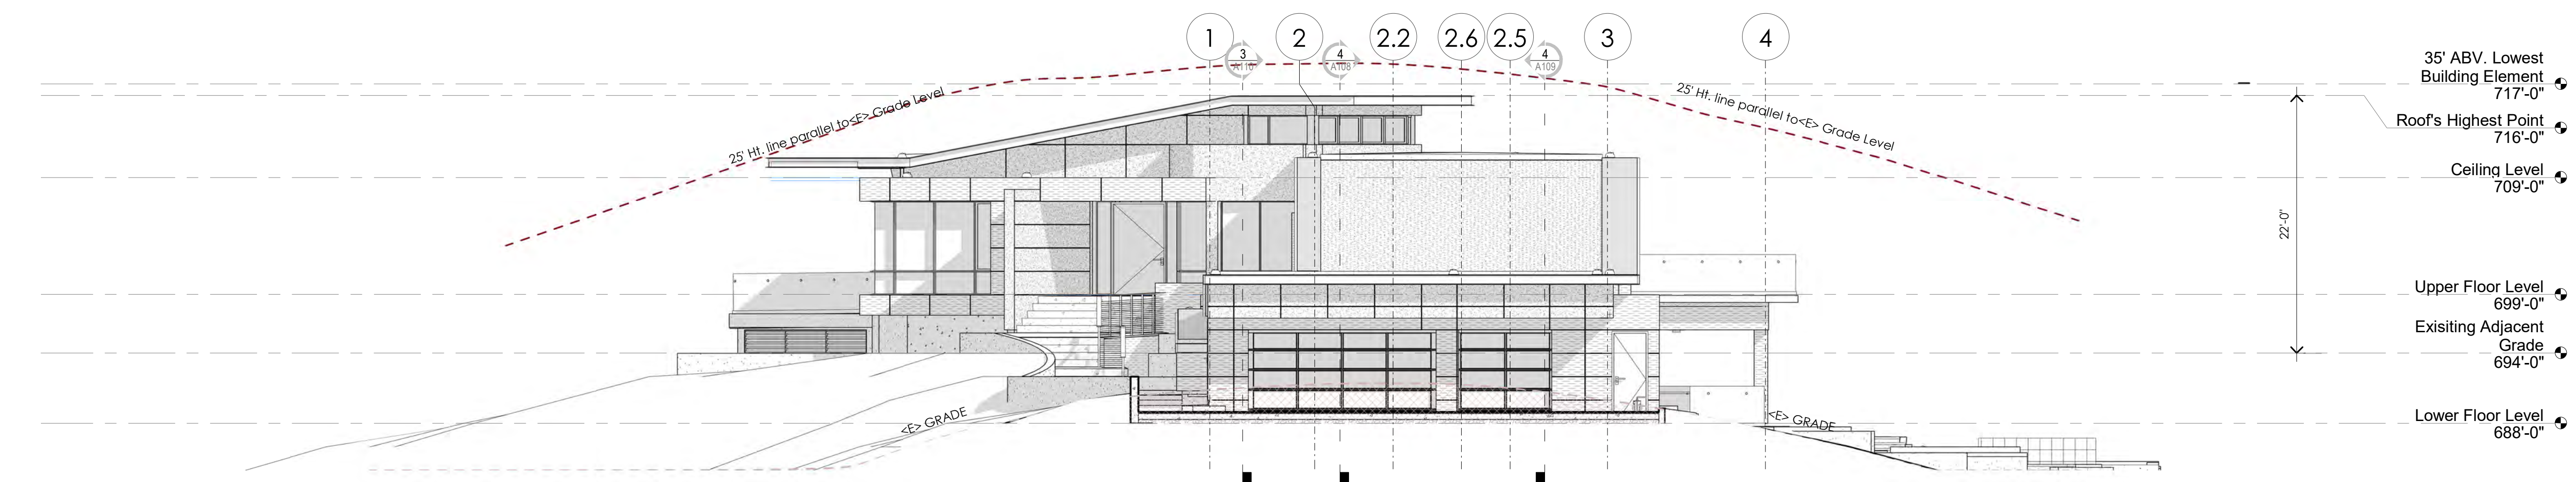 1
2
2.2
2.6
2.5
3
4
3
A110
4
A108
4
A109
35' ABV. Lowest
Building Element
717'-0"
Roof's Highest Point
716'-0"
Ceiling Level
709'-0"
Upper Floor Level
699'-0"
Exisiting Adjacent
Grade
694'-0"
Lower Floor Level
688'-0"
22'-0"
25' Ht. line parallel to<E> Grade Level
25' Ht. line parallel to<E> Grade Level
<E> GRADE
<E> GRADE